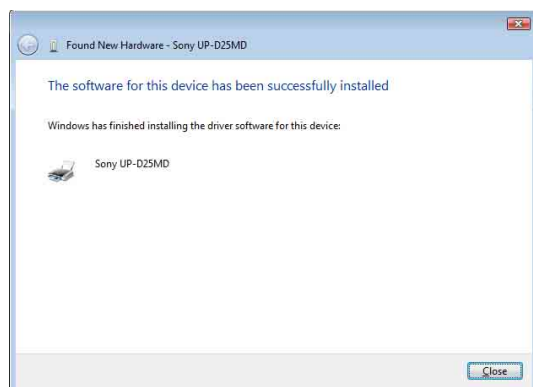 Found New Hardware - Sony UP-D25MD
The software for this device has been successfully installed
Windows has finished installing the driver software for this device:
Sony UP-D25MD
Close